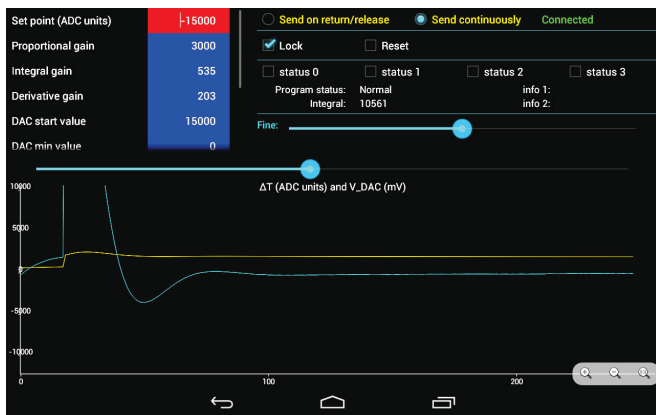 Set point (ADC units) -15000
Send on return/release Send continuously Connected
Proportional gain 3000
Lock Reset
Integral gain 535
status 0 status 1 status 2 status 3
Derivative gain 203
Program status: Normal info 1:
Integral: 10561 info 2:
DAC start value 15000
Fine:
DAC min value 0
ΔT (ADC units) and V_DAC (mV)
10000
5000
0
-5000
-10000
0 100 200